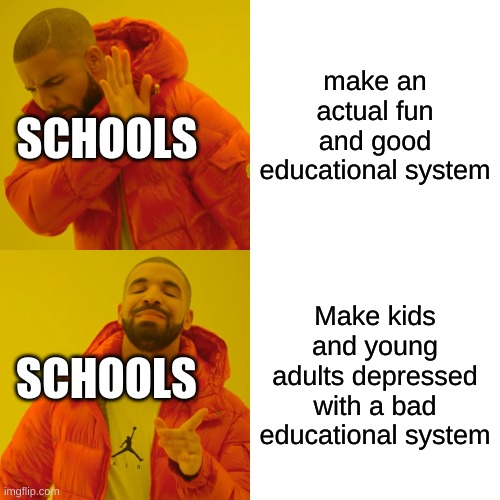 SCHOOLS
make an
actual fun
and good
educational system
SCHOOLS
AIR
Make kids
and young
adults depressed
with a bad
educational system
imgflip.com